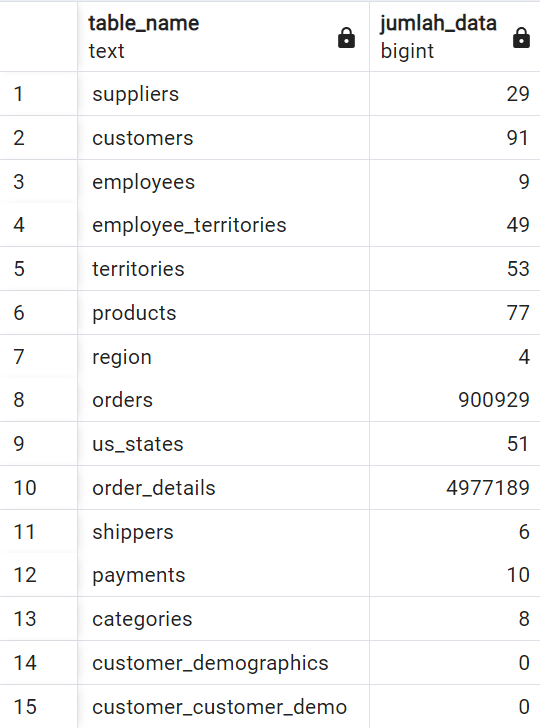 table_name jumlah_data
text bigint
1 suppliers 29
2 customers 91
3 employees 9
4 employee_territories 49
5 territories 53
6 products 77
7 region 4
8 orders 900929
9 us_states 51
10 order_details 4977189
11 shippers 6
12 payments 10
13 categories 8
14 customer_demographics 0
15 customer_customer_demo 0